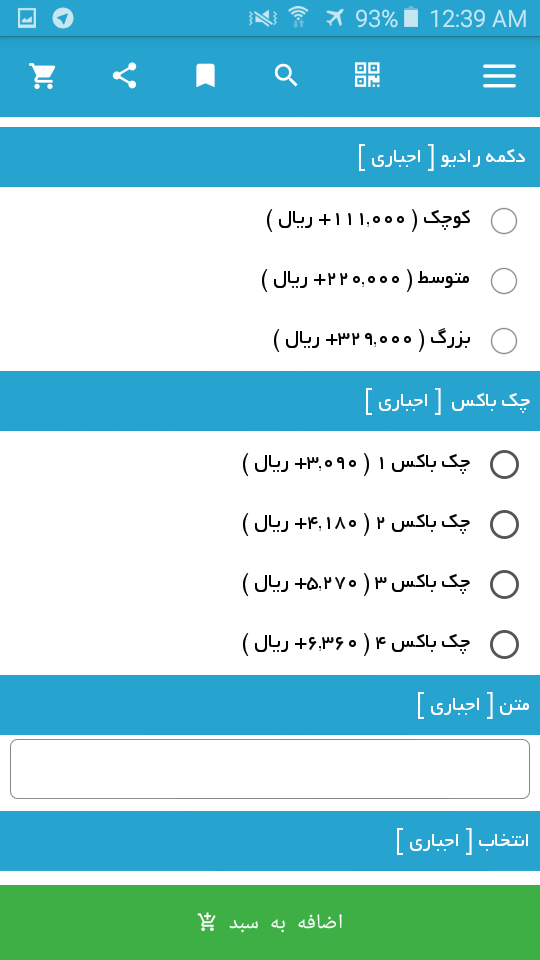 93% 12:39 AM
دکمه رادیو [ اجباری ]
کوچک ( ۱۱۱,۰۰۰+ ریال )
متوسط ( ۲۲۰,۰۰۰+ ریال )
بزرگ ( ۳۲۹,۰۰۰+ ریال )
چک باکس [ اجباری ]
چک باکس ۱ ( ۳,۰۹۰+ ریال )
چک باکس ۲ ( ۴,۱۸۰+ ریال )
چک باکس ۳ ( ۵,۲۷۰+ ریال )
چک باکس ۴ ( ۶,۳۶۰+ ریال )
متن [ اجباری ]
انتخاب [ اجباری ]
اضافه به سبد